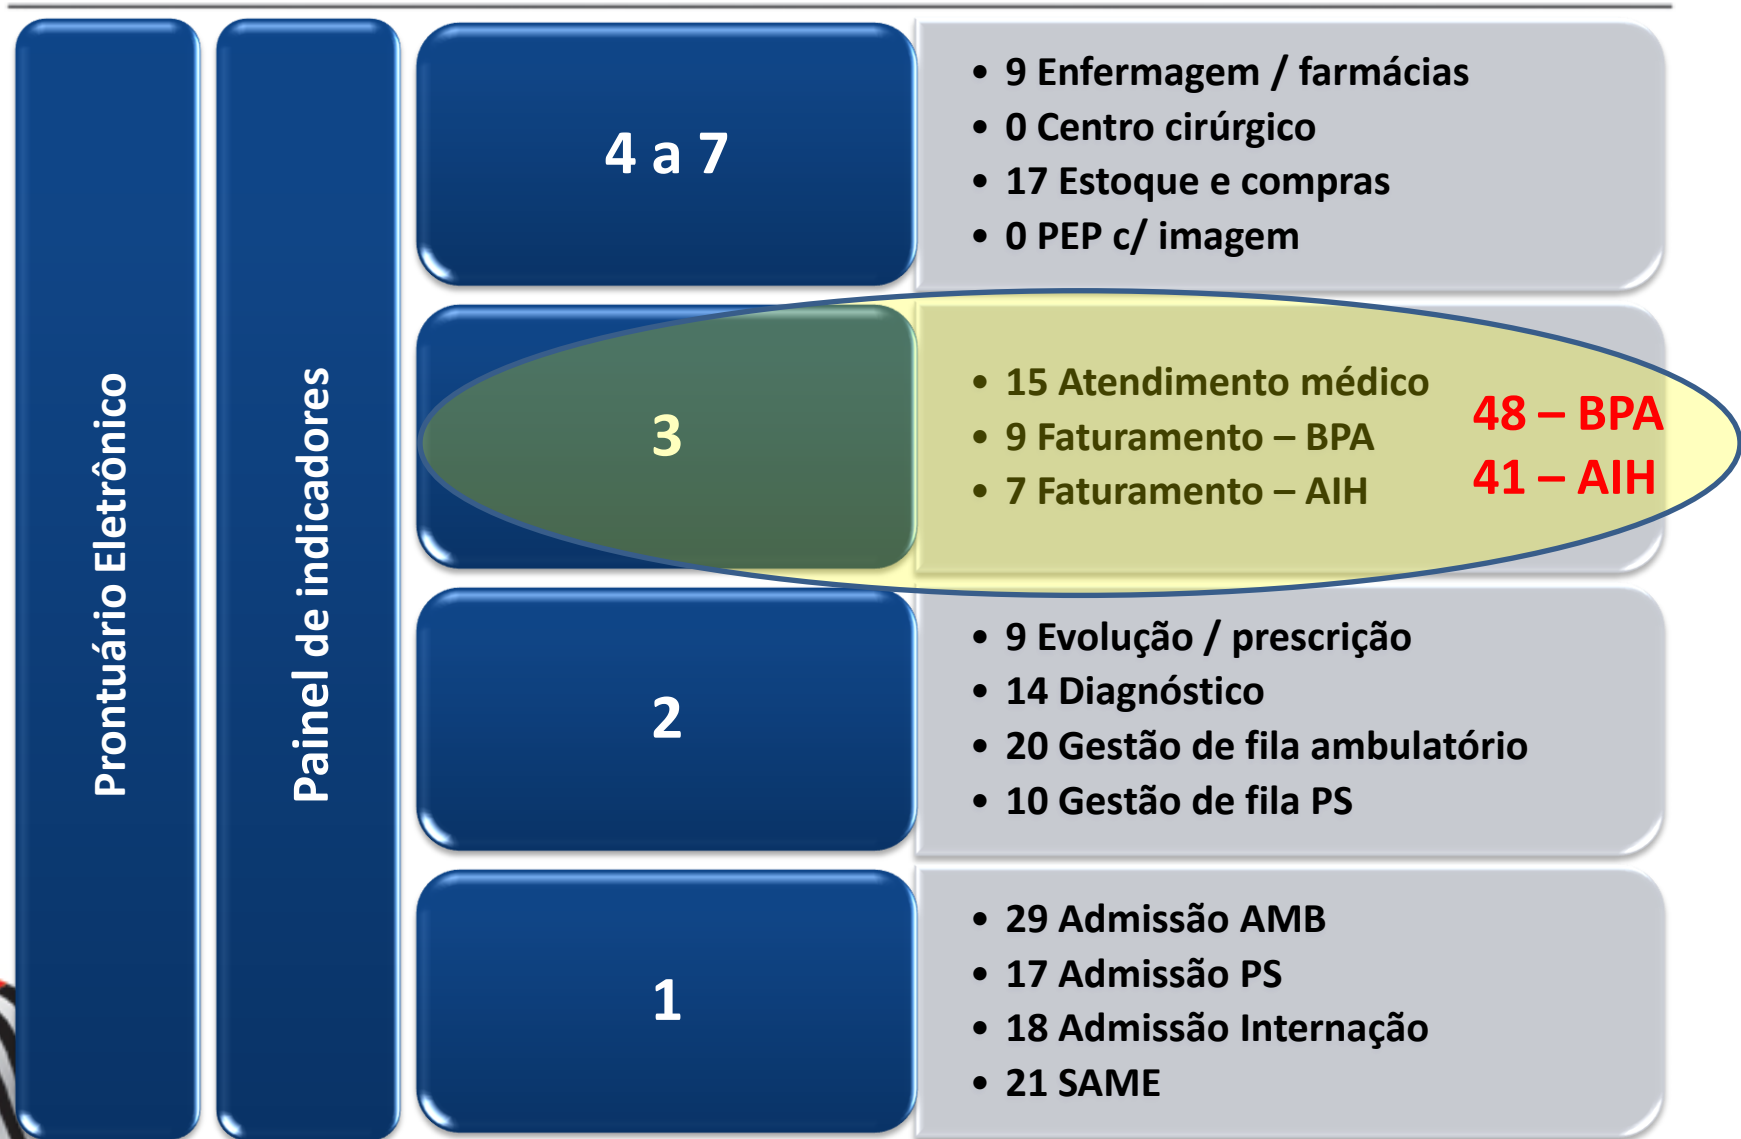 Prontuário Eletrônico
Painel de indicadores
4 a 7
• 9 Enfermagem / farmácias
• 0 Centro cirúrgico
• 17 Estoque e compras
• 0 PEP c/ imagem
3
• 15 Atendimento médico
• 9 Faturamento – BPA
• 7 Faturamento – AIH
48 – BPA
41 – AIH
2
• 9 Evolução / prescrição
• 14 Diagnóstico
• 20 Gestão de fila ambulatório
• 10 Gestão de fila PS
1
• 29 Admissão AMB
• 17 Admissão PS
• 18 Admissão Internação
• 21 SAME